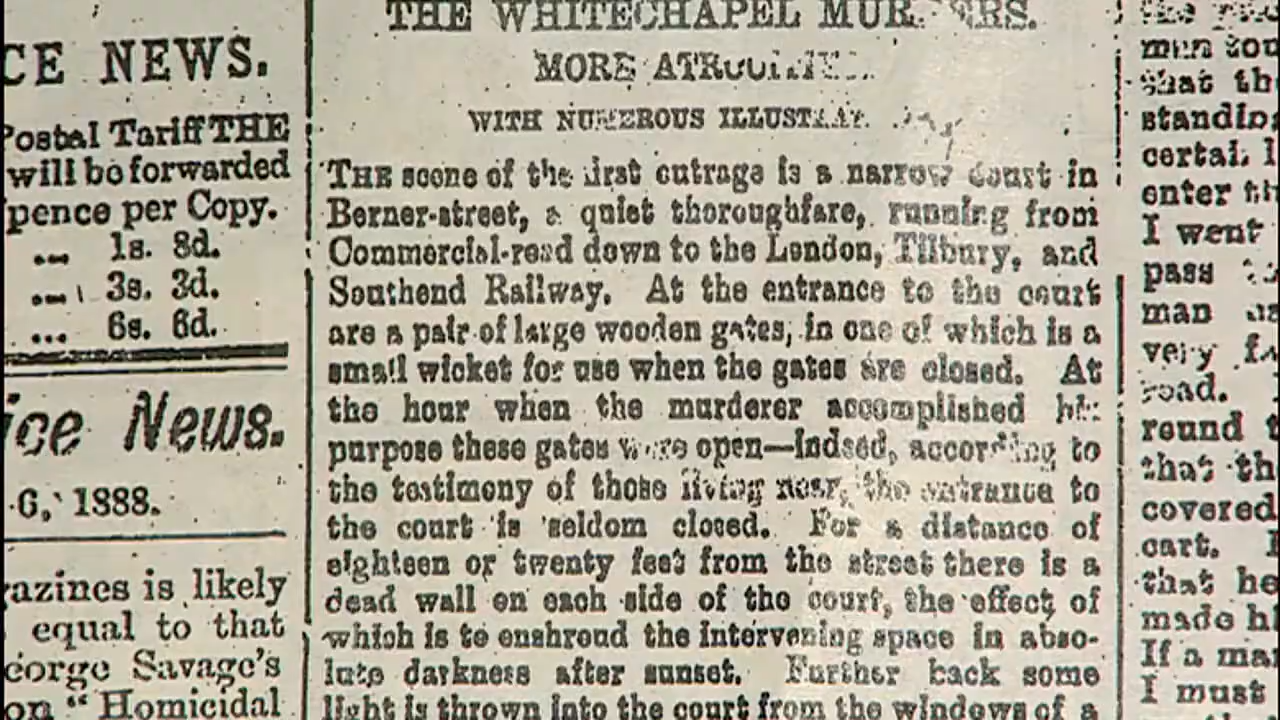 CE NEWS.
Postal Tariff THE
will be forwarded
pence per Copy.
... 1s. 8d.
... 3s. 3d.
... 6s. 6d.
ice News.
6, 1888.
azines is likely
equal to that
eorge Savage's
on "Homicidal
THE WHITECHAPEL MURDERS.
MORE ATROCITIES.
WITH NUMEROUS ILLUSTRAT
THE scene of the first outrage is a narrow court in
Berner-street, a quiet thoroughfare, running from
Commercial-road down to the London, Tilbury, and
Southend Railway. At the entrance to the court
are a pair of large wooden gates, in one of which is a
small wicket for use when the gates are closed. At
the hour when the murderer accomplished his
purpose these gates were open—indeed, according to
the testimony of those living near, the entrance to
the court is seldom closed. For a distance of
eighteen or twenty feet from the street there is a
dead wall on each side of the court, the effect of
which is to enshroud the intervening space in abso-
lute darkness after sunset. Further back some
light is thrown into the court from the windows of a
man
that th
standing
certain
enter th
I went
pass
man
very
road.
round t
that th
covered
cart.
that he
made h
If a ma
I must